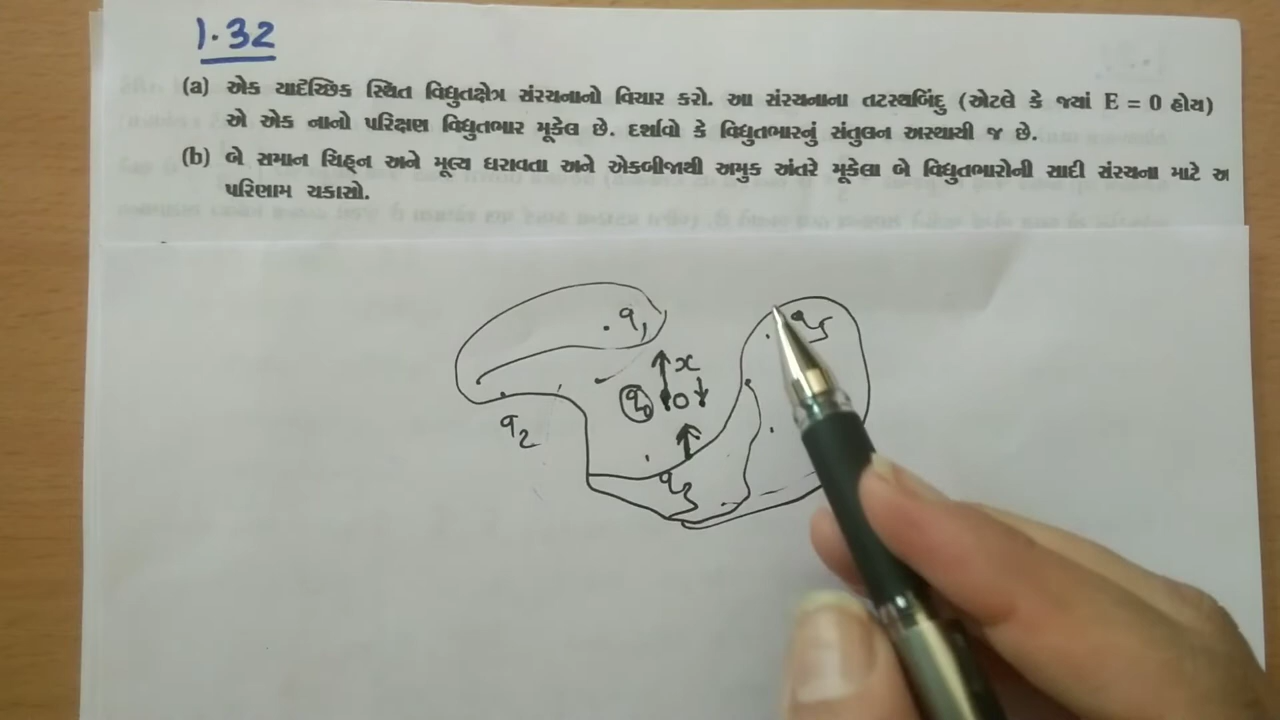 1.32
(a) એક યાદૅચ્છિક સ્થિત વિદ્યુતક્ષેત્ર સંરચનાનો વિચાર કરો. આ સંરચનાના તટસ્થબિંદુ (એટલે કે જ્યાં E = 0 હોય)
એ એક નાનો પરિક્ષણ વિદ્યુતભાર મૂકેલ છે. દર્શાવો કે વિદ્યુતભારનું સંતુલન અસ્થાયી જ છે.
(b) બે સમાન ચિહ્ન અને મૂલ્ય ધરાવતા અને એકબીજાથી અમુક અંતરે મૂકેલા બે વિદ્યુતભારોની સાદી સંરચના માટે અ
પરિણામ ચકાસો.
q₁
q₅
x
q₀ 0
q₂
q₃